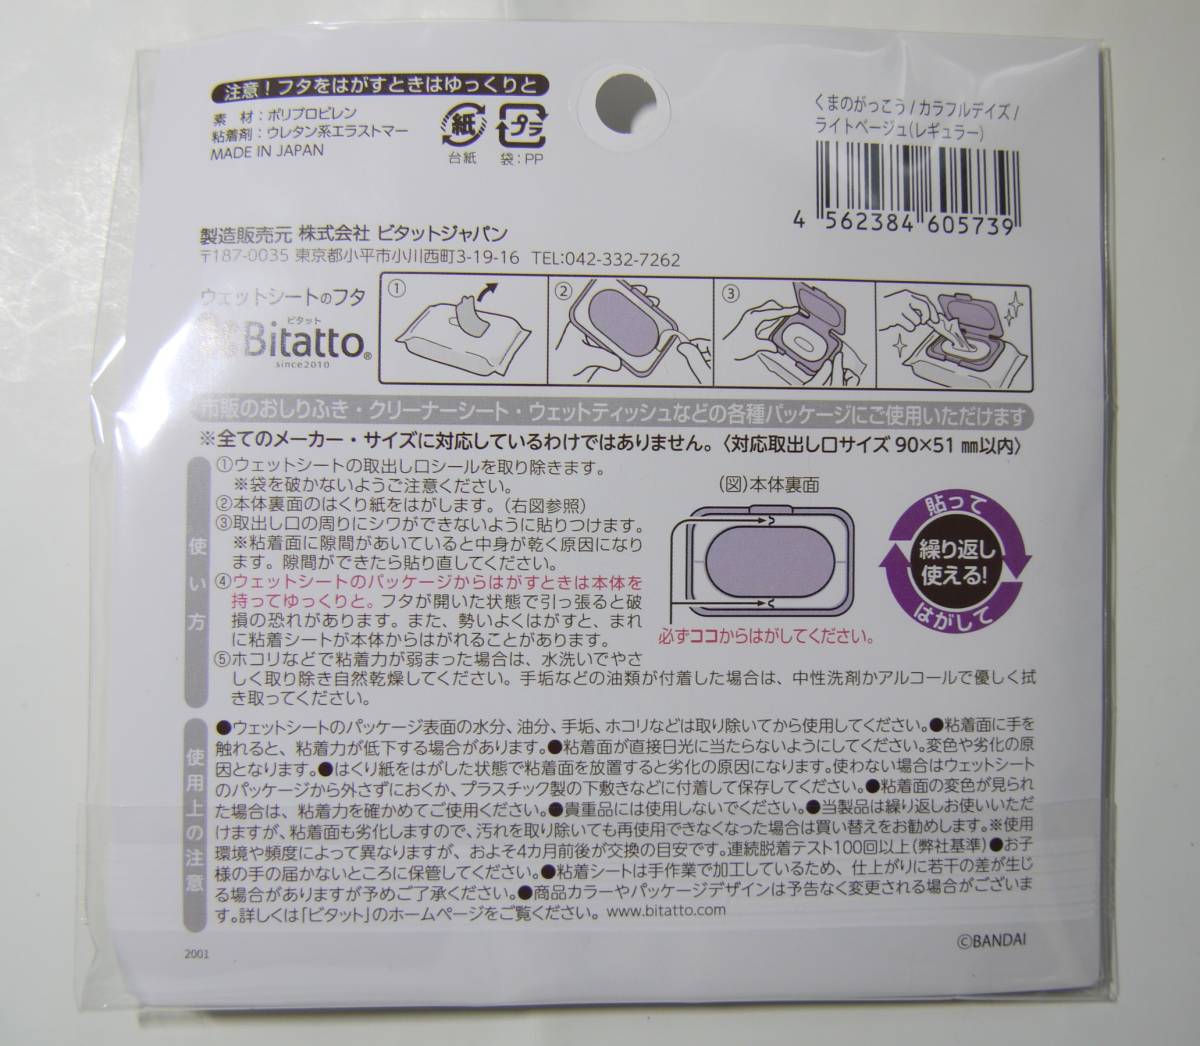 注意！フタをはがすときはゆっくりと
素　材：ポリプロピレン
粘着剤：ウレタン系エラストマー
MADE IN JAPAN
紙
台紙
プラ
袋：PP
くまのがっこう/カラフルデイズ/
ライトベージュ(レギュラー)
4 562384 605739
製造販売元 株式会社 ビタットジャパン
〒187-0035 東京都小平市小川西町3-19-16　TEL:042-332-7262
ウェットシートのフタ
ビタット
Bitatto®
since2010
①
②
③
市販のおしりふき・クリーナーシート・ウェットティッシュなどの各種パッケージにご使用いただけます
※全てのメーカー・サイズに対応しているわけではありません。〈対応取出し口サイズ 90×51 ㎜以内〉
使い方
①ウェットシートの取出し口シールを取り除きます。
※袋を破かないようご注意ください。
②本体裏面のはくり紙をはがします。（右図参照）
③取出し口の周りにシワができないように貼りつけます。
※粘着面に隙間があいていると中身が乾く原因になり
ます。隙間ができたら貼り直してください。
④ウェットシートのパッケージからはがすときは本体を
持ってゆっくりと。フタが開いた状態で引っ張ると破
損の恐れがあります。また、勢いよくはがすと、まれ
に粘着シートが本体からはがれることがあります。
⑤ホコリなどで粘着力が弱まった場合は、水洗いでやさ
しく取り除き自然乾燥してください。手垢などの油類が付着した場合は、中性洗剤かアルコールで優しく拭
き取ってください。
(図)本体裏面
必ずココからはがしてください。
貼って
繰り返し
使える!
はがして
使用上の注意
●ウェットシートのパッケージ表面の水分、油分、手垢、ホコリなどは取り除いてから使用してください。●粘着面に手を
触れると、粘着力が低下する場合があります。●粘着面が直接日光に当たらないようにしてください。変色や劣化の原
因となります。●はくり紙をはがした状態で粘着面を放置すると劣化の原因になります。使わない場合はウェットシート
のパッケージから外さずにおくか、プラスチック製の下敷きなどに付着して保存してください。●粘着面の変色が見られ
た場合は、粘着力を確かめてご使用ください。●貴重品には使用しないでください。●当製品は繰り返しお使いいただ
けますが、粘着面も劣化しますので、汚れを取り除いても再使用できなくなった場合は買い替えをお勧めします。※使用
環境や頻度によって異なりますが、およそ4カ月前後が交換の目安です。連続脱着テスト100回以上(弊社基準)●お子
様の手の届かないところに保管してください。●粘着シートは手作業で加工しているため、仕上がりに若干の差が生じ
る場合がありますが予めご了承ください。●商品カラーやパッケージデザインは予告なく変更される場合がございま
す。詳しくは「ビタット」のホームページをご覧ください。www.bitatto.com
2001
©BANDAI